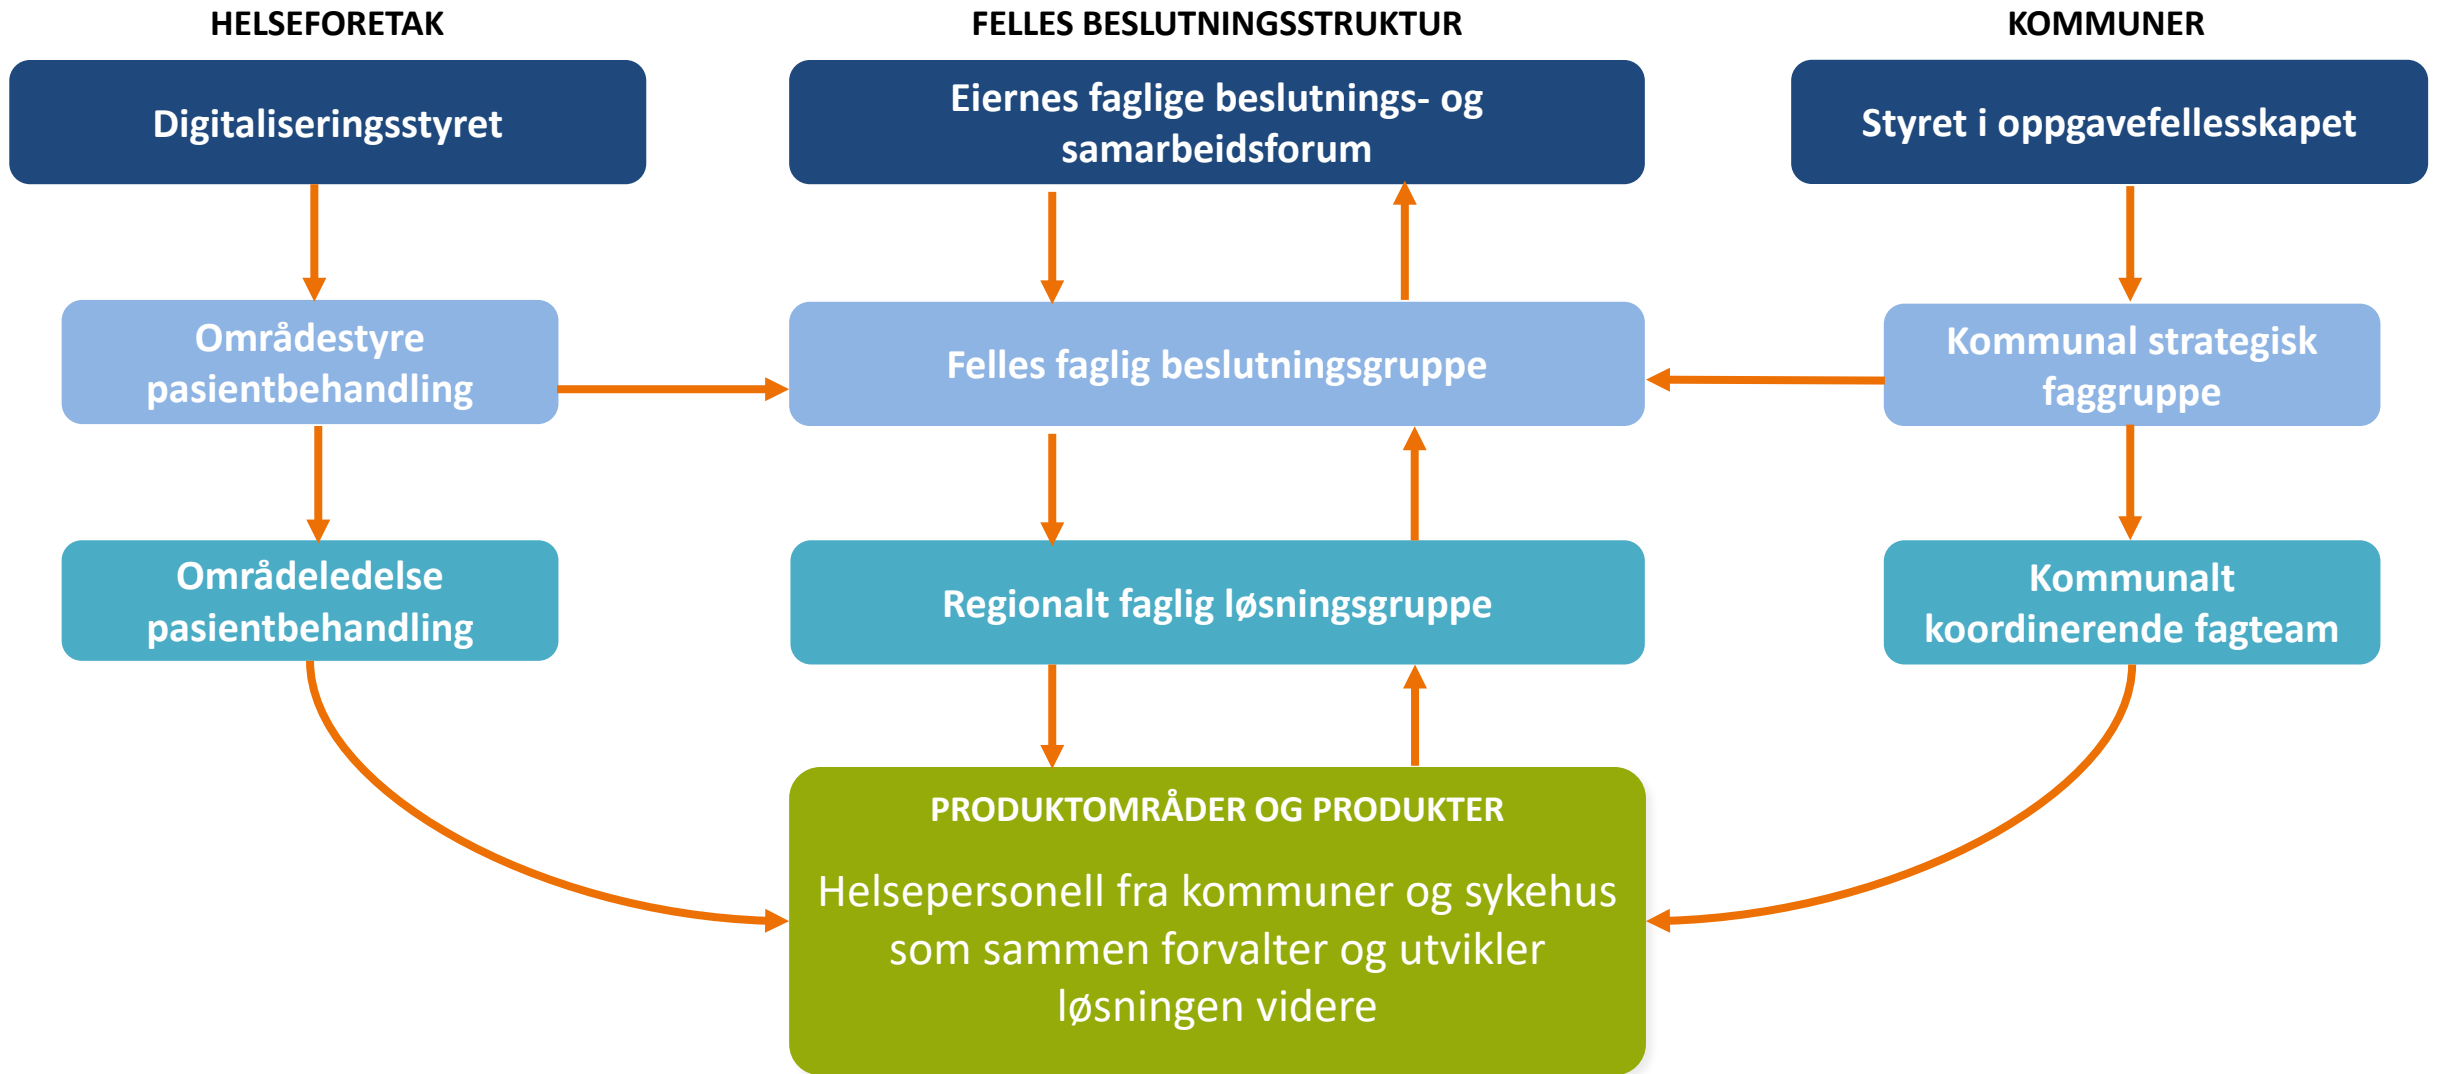 HELSEFORETAK
FELLES BESLUTNINGSSTRUKTUR
KOMMUNER
Digitaliseringsstyret
Eiernes faglige beslutnings- og
samarbeidsforum
Styret i oppgavefellesskapet
Områdestyre
pasientbehandling
Felles faglig beslutningsgruppe
Kommunal strategisk
faggruppe
Områdeledelse
pasientbehandling
Regionalt faglig løsningsgruppe
Kommunalt
koordinerende fagteam
PRODUKTOMRÅDER OG PRODUKTER
Helsepersonell fra kommuner og sykehus
som sammen forvalter og utvikler
løsningen videre